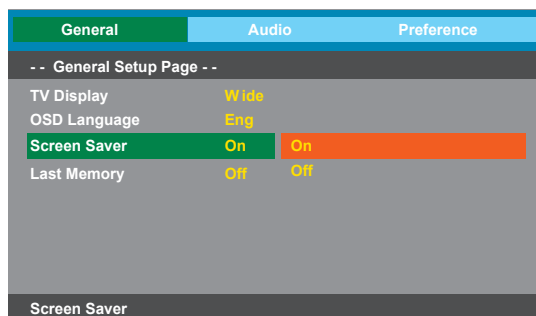 General Audio Preference
- - General Setup Page - -
TV Display Wide
OSD Language Eng
Screen Saver On On
Last Memory Off Off
Screen Saver